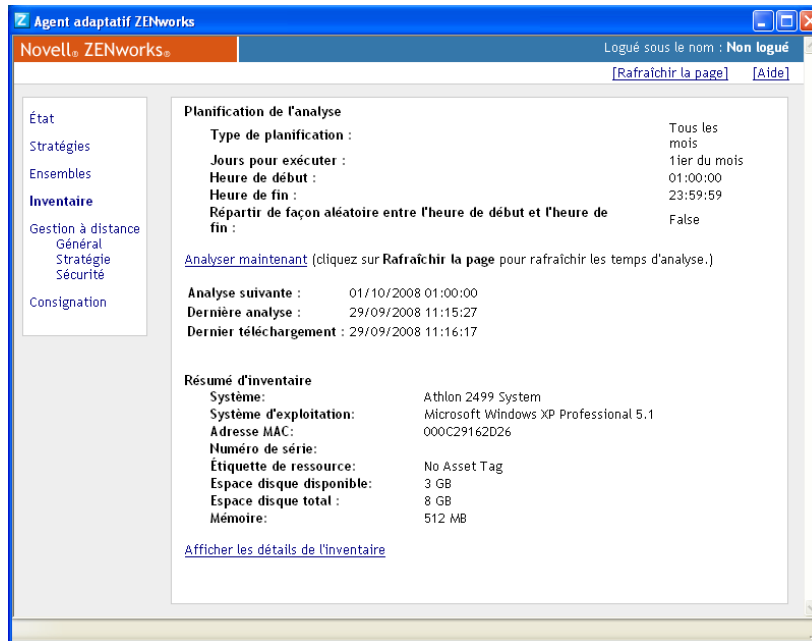 Agent adaptatif ZENworks
Novell® ZENworks®
Logué sous le nom : Non logué
[Rafraîchir la page] [Aide]
État
Stratégies
Ensembles
Inventaire
Gestion à distance
Général
Stratégie
Sécurité
Consignation
Planification de l'analyse
Type de planification : Tous les
mois
Jours pour exécuter : 1ier du mois
Heure de début : 01:00:00
Heure de fin : 23:59:59
Répartir de façon aléatoire entre l'heure de début et l'heure de
fin : False
Analyser maintenant (cliquez sur Rafraîchir la page pour rafraîchir les temps d'analyse.)
Analyse suivante : 01/10/2008 01:00:00
Dernière analyse : 29/09/2008 11:15:27
Dernier téléchargement : 29/09/2008 11:16:17
Résumé d'inventaire
Système: Athlon 2499 System
Système d'exploitation: Microsoft Windows XP Professional 5.1
Adresse MAC: 000C29162D26
Numéro de série:
Étiquette de ressource: No Asset Tag
Espace disque disponible: 3 GB
Espace disque total : 8 GB
Mémoire: 512 MB
Afficher les détails de l'inventaire